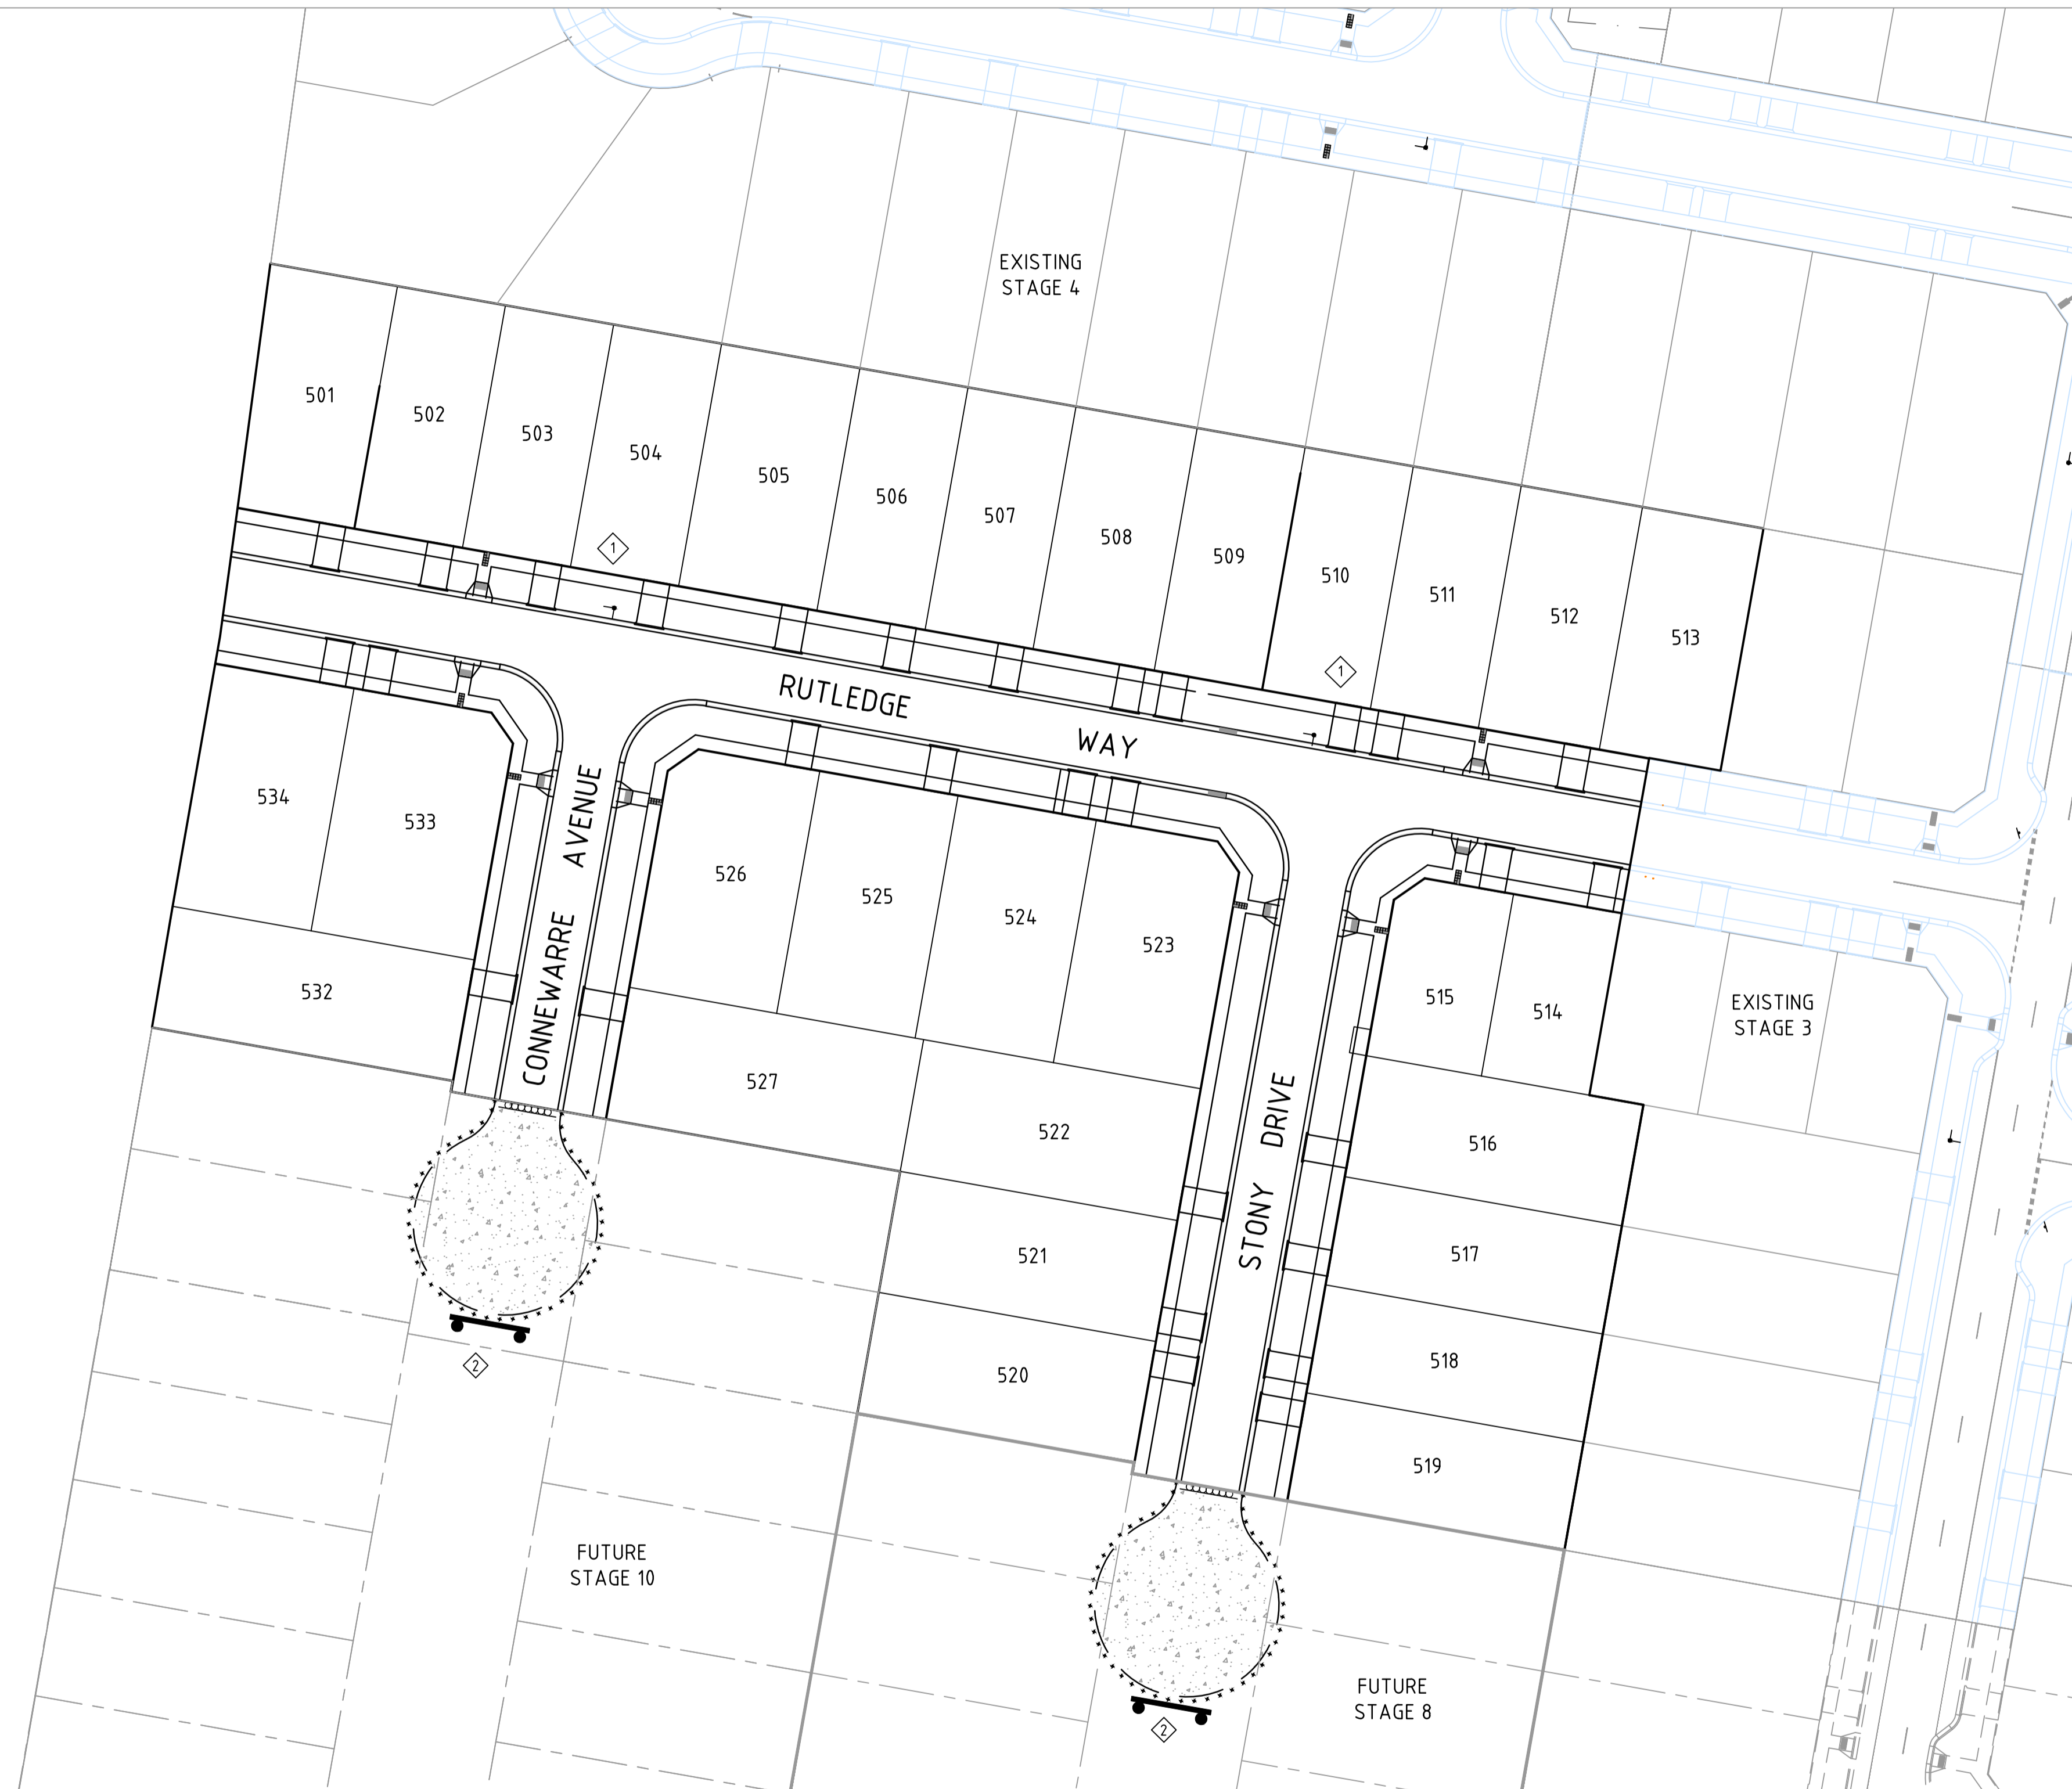 EXISTING
STAGE 4
501
502
503
504
505
506
507
508
509
510
511
512
513
1
1
RUTLEDGE
WAY
CONNEWARRE AVENUE
STONY DRIVE
534
533
532
526
525
524
523
527
522
521
520
515
514
516
517
518
519
EXISTING
STAGE 3
2
2
FUTURE
STAGE 10
FUTURE
STAGE 8